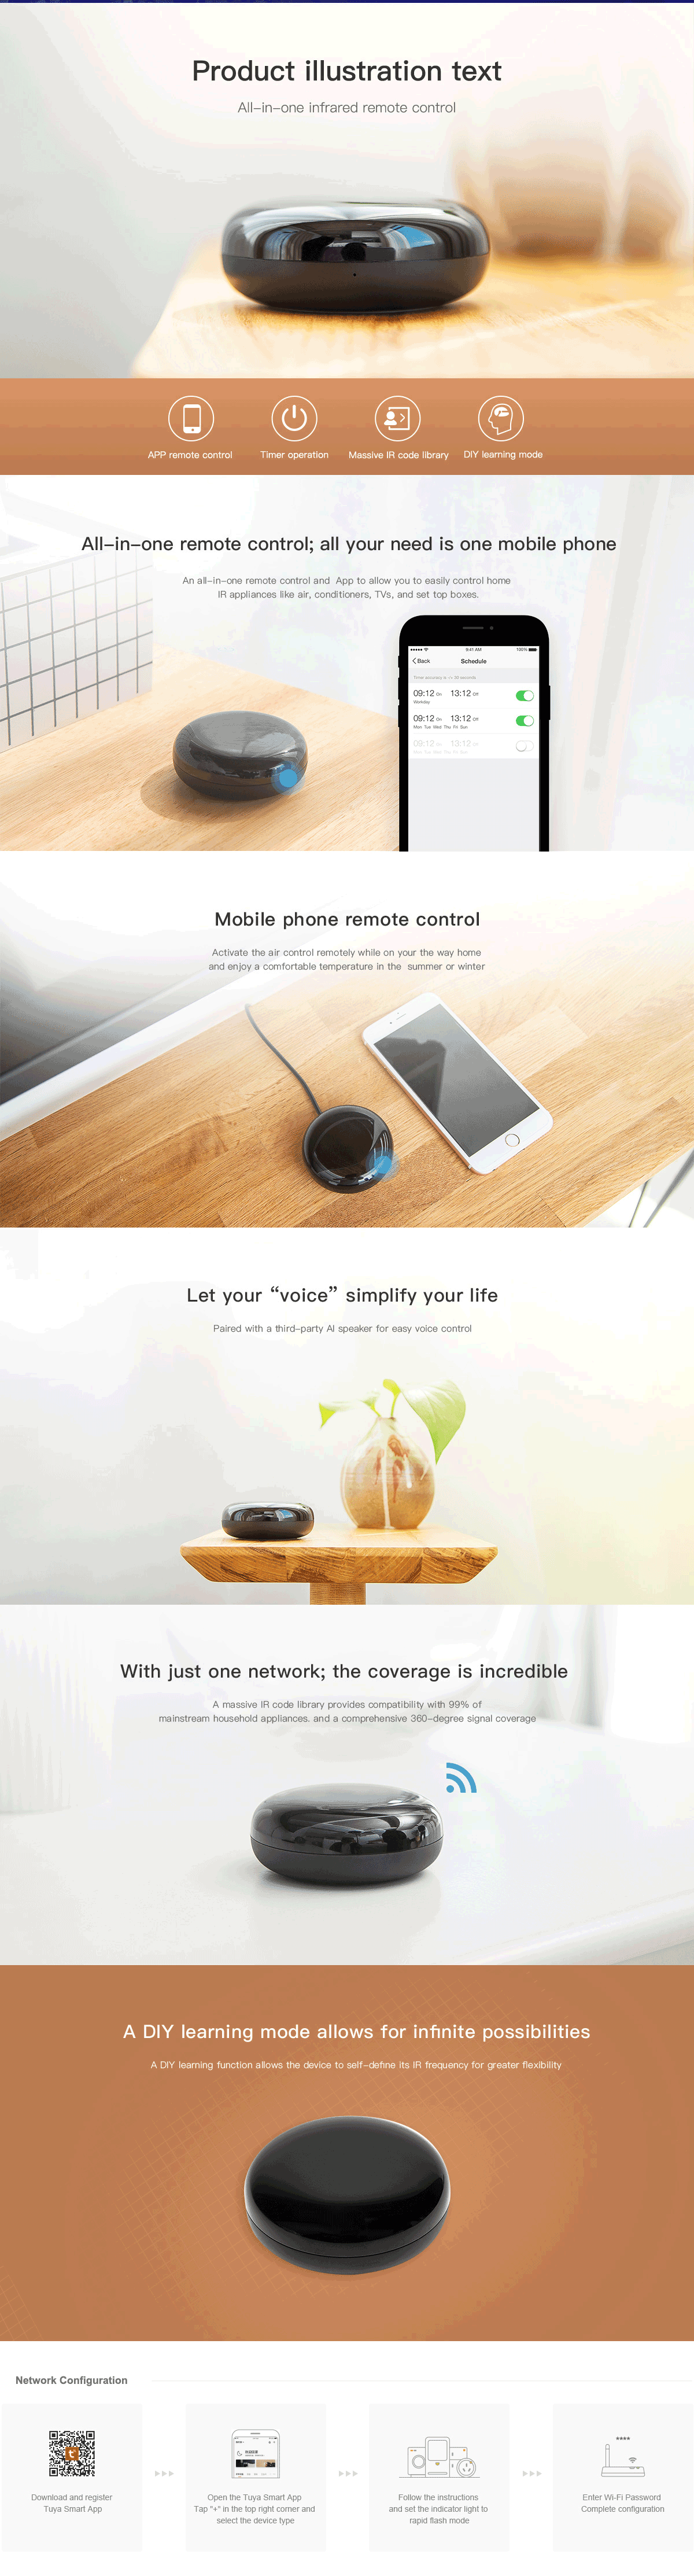 Product illustration text
All-in-one infrared remote control
APP remote control
Timer operation
Massive IR code library
DIY learning mode
All-in-one remote control; all your need is one mobile phone
An all-in-one remote control and App to allow you to easily control home
IR appliances like air, conditioners, TVs, and set top boxes.
9:41 AM
100%
Back
Schedule
09:12 On 13:12 Off
Workday
09:12 On 13:12 Off
Mon Tue Wed Thu Fri Sun
09:12 On 13:12 Off
Mobile phone remote control
Activate the air control remotely while on your the way home
and enjoy a comfortable temperature in the summer or winter
Let your “voice” simplify your life
Paired with a third-party AI speaker for easy voice control
With just one network; the coverage is incredible
A massive IR code library provides compatibility with 99% of
mainstream household appliances. and a comprehensive 360-degree signal coverage
A DIY learning mode allows for infinite possibilities
A DIY learning function allows the device to self-define its IR frequency for greater flexibility
Network Configuration
Download and register
Tuya Smart App
Open the Tuya Smart App
Tap "+" in the top right corner and
select the device type
Follow the instructions
and set the indicator light to
rapid flash mode
****
Enter Wi-Fi Password
Complete configuration